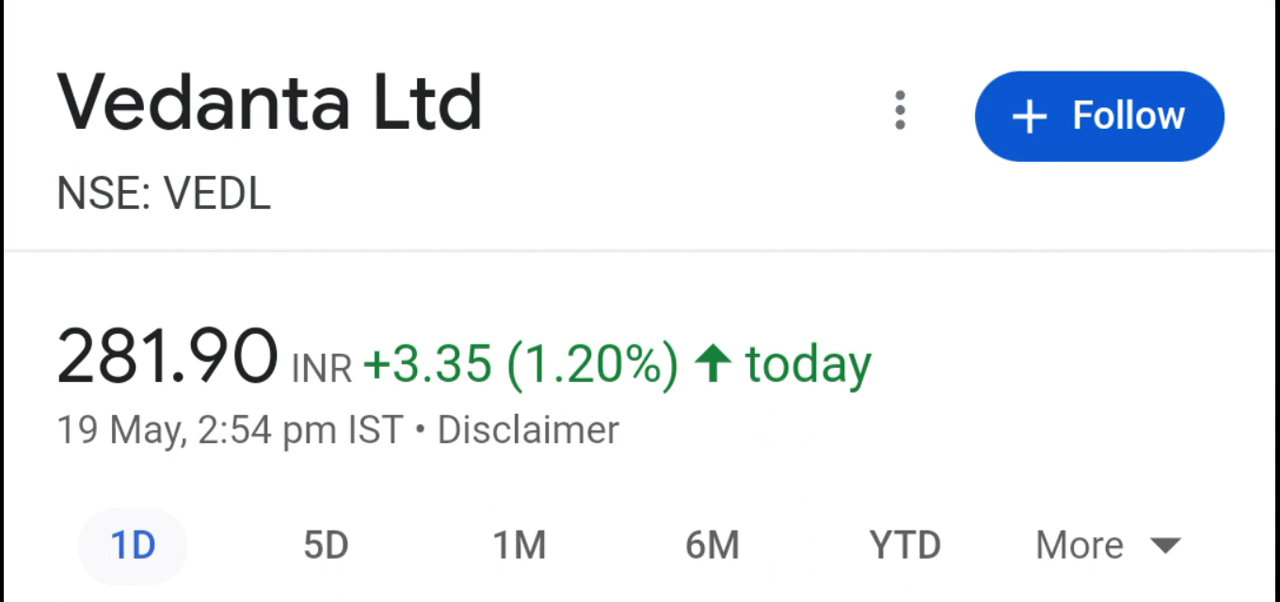 Vedanta Ltd
+ Follow
NSE: VEDL
281.90 INR +3.35 (1.20%) ↑ today
19 May, 2:54 pm IST • Disclaimer
1D 5D 1M 6M YTD More